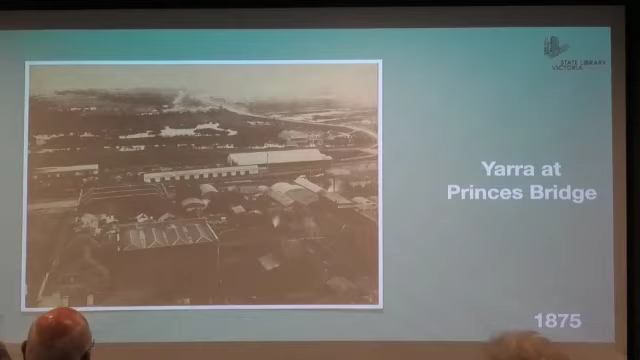 STATE LIBRARY
VICTORIA
Yarra at
Princes Bridge
1875